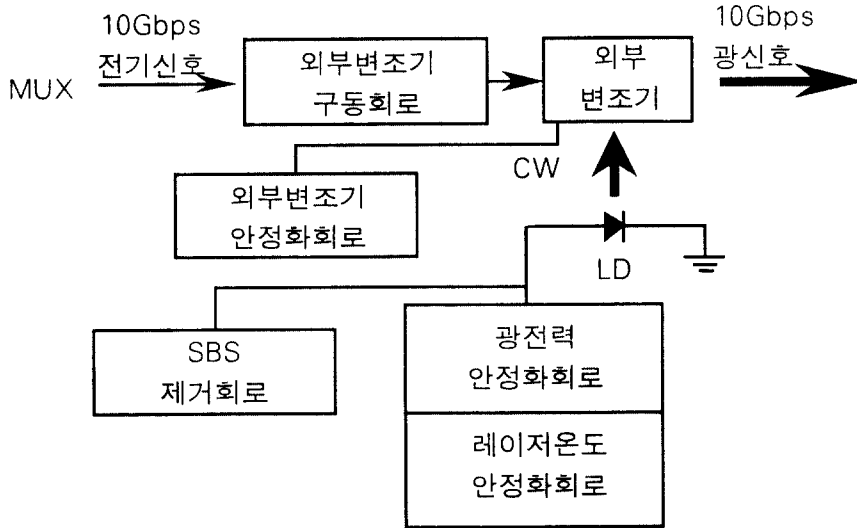 10Gbps
전기신호
MUX
외부변조기
구동회로
외부
변조기
10Gbps
광신호
외부변조기
안정화회로
CW
LD
SBS
제거회로
광전력
안정화회로
레이저온도
안정화회로